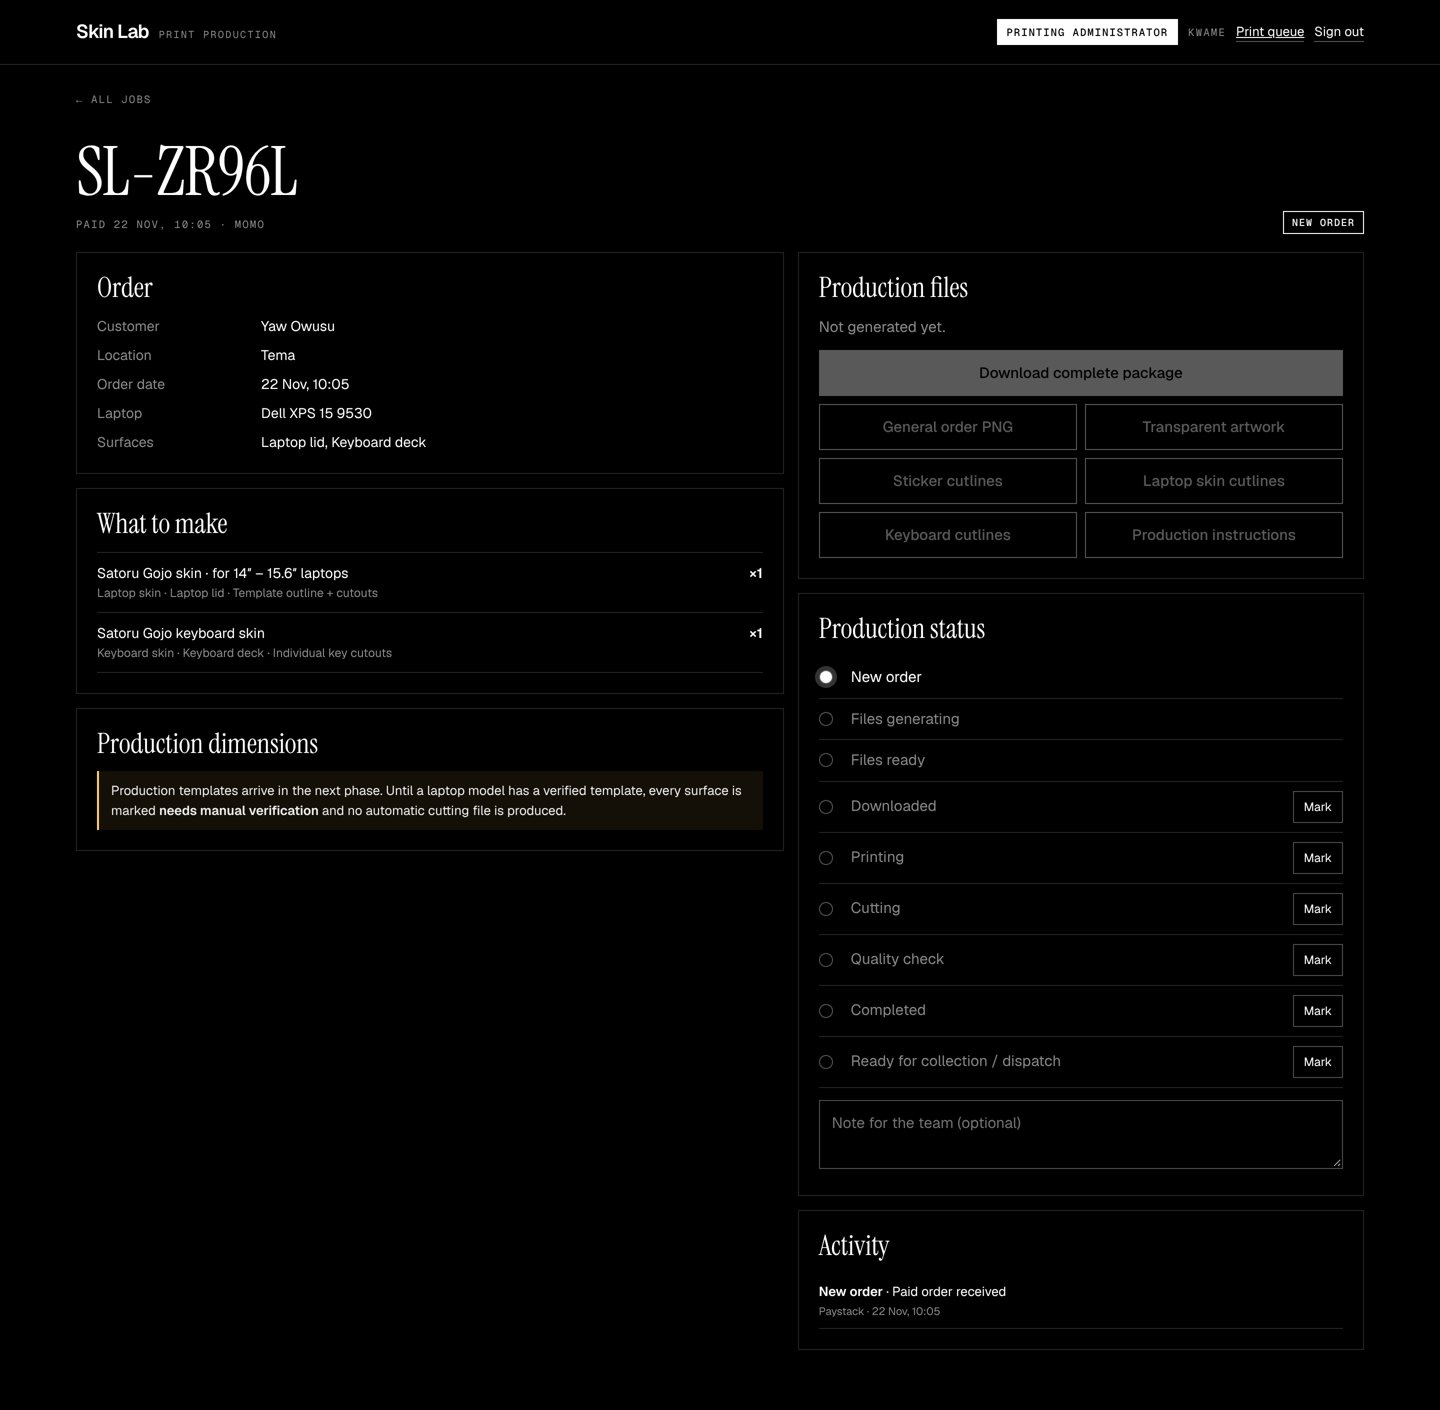 Skin Lab PRINT PRODUCTION
PRINTING ADMINISTRATOR KWAME Print queue Sign out
← ALL JOBS
SL-ZR96L
PAID 22 NOV, 10:05 · MOMO
NEW ORDER
Order
Customer Yaw Owusu
Location Tema
Order date 22 Nov, 10:05
Laptop Dell XPS 15 9530
Surfaces Laptop lid, Keyboard deck
What to make
Satoru Gojo skin · for 14″ – 15.6″ laptops ×1
Laptop skin · Laptop lid · Template outline + cutouts
Satoru Gojo keyboard skin ×1
Keyboard skin · Keyboard deck · Individual key cutouts
Production dimensions
Production templates arrive in the next phase. Until a laptop model has a verified template, every surface is
marked needs manual verification and no automatic cutting file is produced.
Production files
Not generated yet.
Download complete package
General order PNG Transparent artwork
Sticker cutlines Laptop skin cutlines
Keyboard cutlines Production instructions
Production status
New order
Files generating
Files ready
Downloaded Mark
Printing Mark
Cutting Mark
Quality check Mark
Completed Mark
Ready for collection / dispatch Mark
Note for the team (optional)
Activity
New order · Paid order received
Paystack · 22 Nov, 10:05